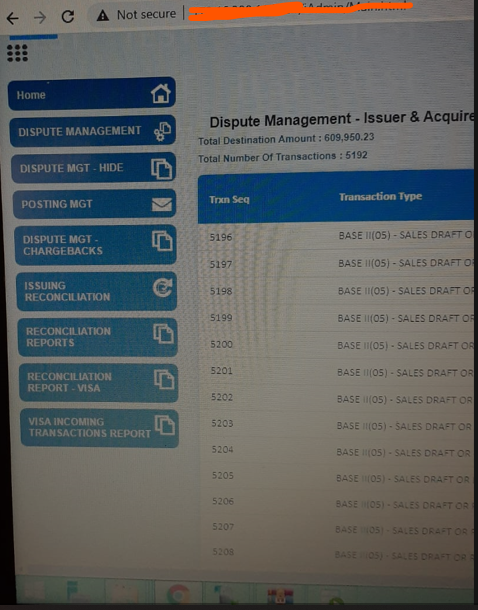 Not secure
Home
DISPUTE MANAGEMENT
DISPUTE MGT - HIDE
POSTING MGT
DISPUTE MGT -
CHARGEBACKS
ISSUING
RECONCILIATION
RECONCILIATION
REPORTS
RECONCILIATION
REPORT - VISA
VISA INCOMING
TRANSACTIONS REPORT
Dispute Management - Issuer & Acquire
Total Destination Amount : 609,950.23
Total Number Of Transactions : 5192
Trxn Seq Transaction Type
5196 BASE II(05) - SALES DRAFT O
5197 BASE II(05) - SALES DRAFT O
5198 BASE II(05) - SALES DRAFT O
5199 BASE II(05) - SALES DRAFT OR
5200 BASE II(05) - SALES DRAFT OR
5201 BASE II(05) - SALES DRAFT OR
5202 BASE II(05) - SALES DRAFT OR
5203 BASE II(05) - SALES DRAFT OR
5204 BASE II(05) - SALES DRAFT OR
5205 BASE II(05) - SALES DRAFT OR
5206 BASE II(05) - SALES DRAFT OR
5207 BASE II(05) - SALES DRAFT OR
5208 BASE II(05) - SALES DRAFT OR